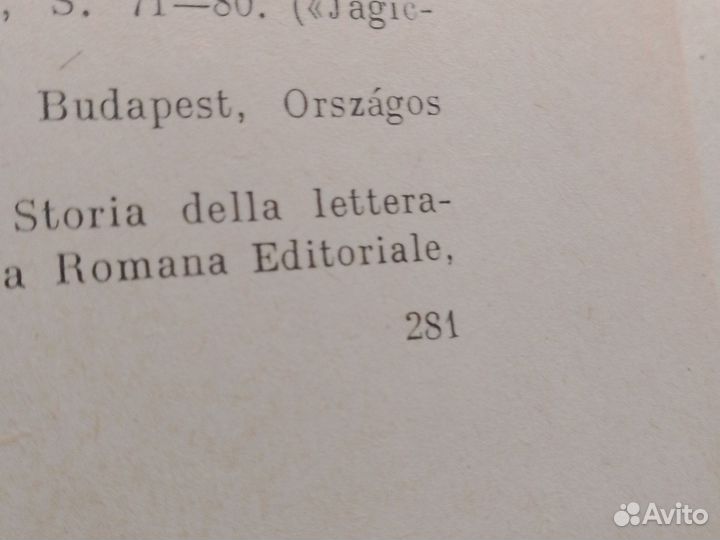 , S. 71—80. («Jagic-
Budapest, Országos
Storia della lettera-
a Romana Editoriale,
281
Avito